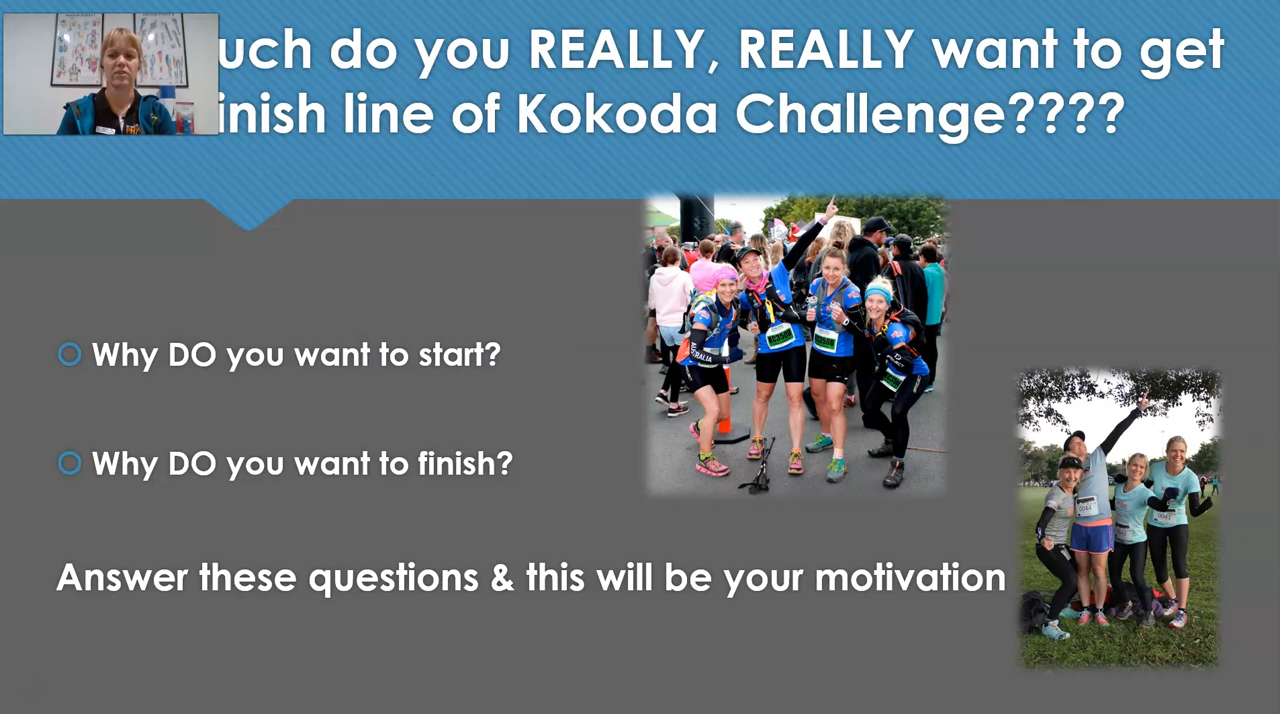 uch do you REALLY, REALLY want to get
inish line of Kokoda Challenge????
Why DO you want to start?
Why DO you want to finish?
Answer these questions & this will be your motivation